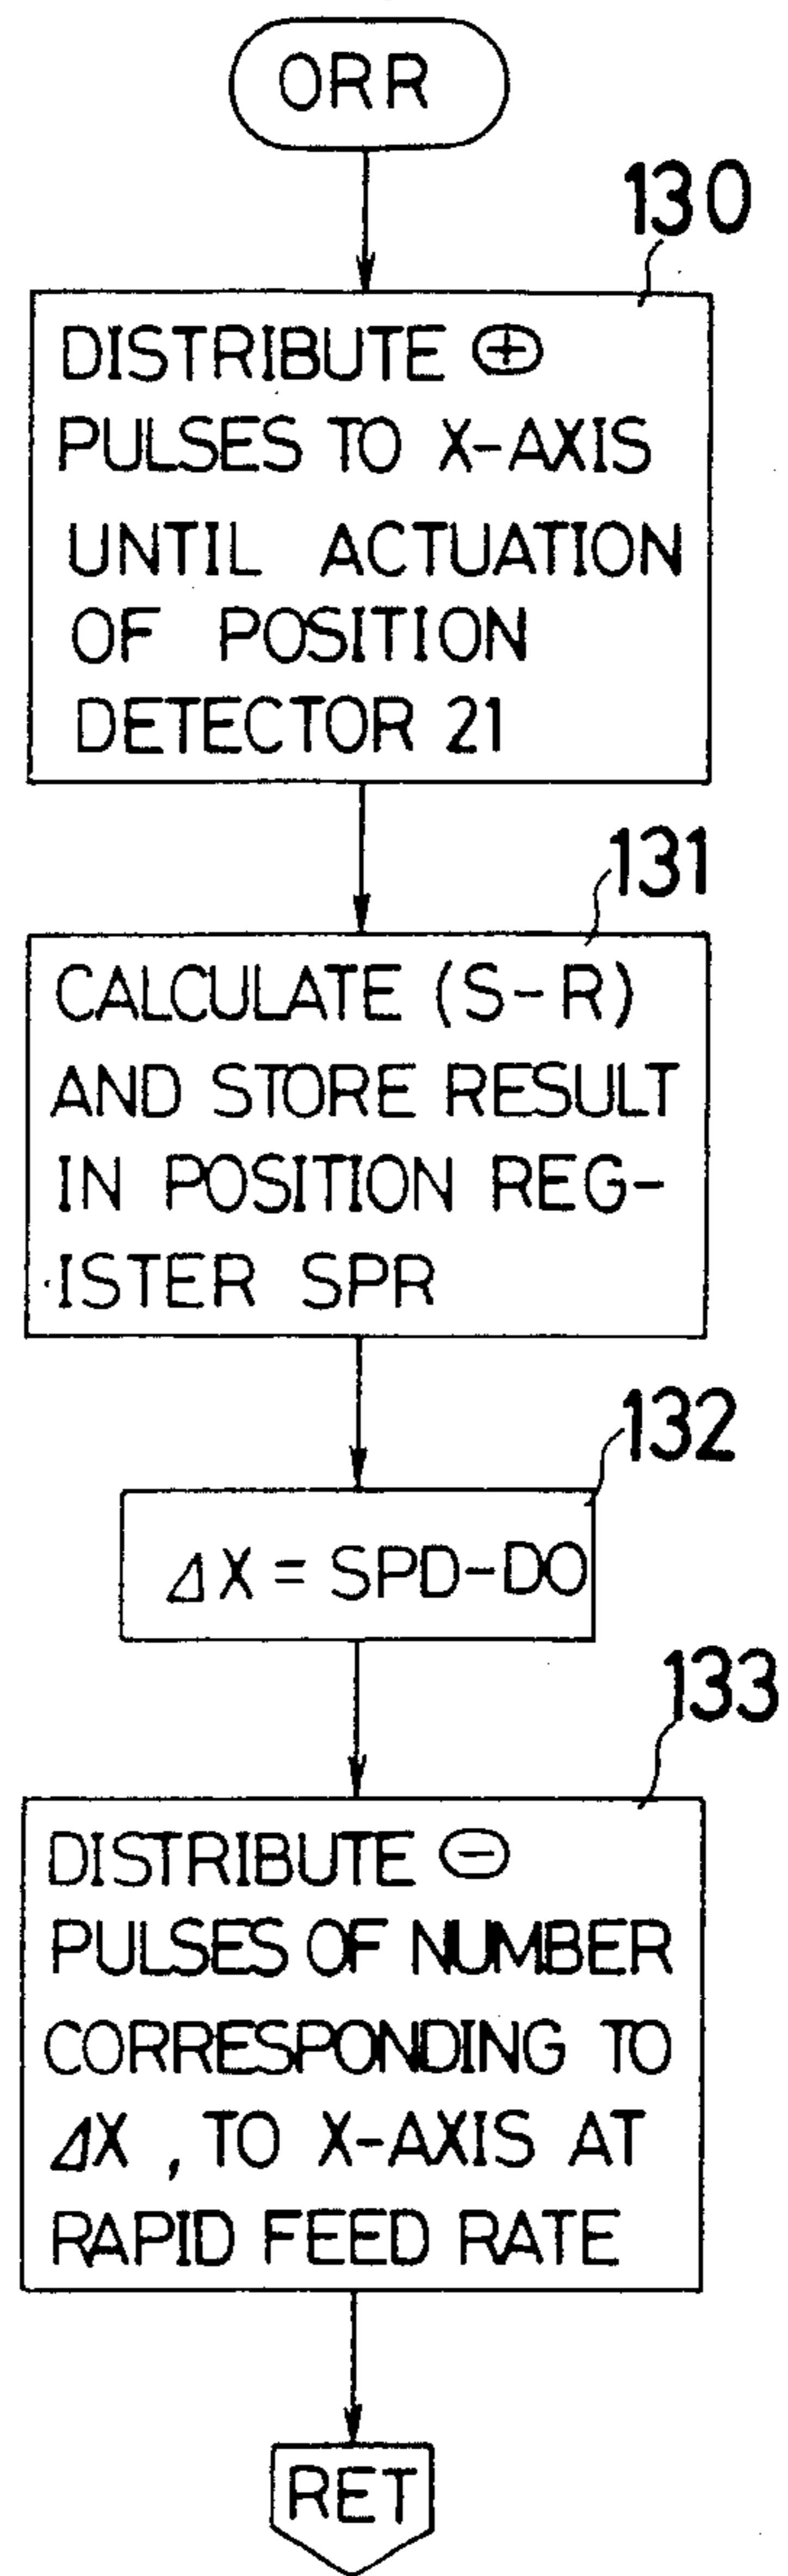 ORR
130
DISTRIBUTE ⊕
PULSES TO X-AXIS
UNTIL ACTUATION
OF POSITION
DETECTOR 21
131
CALCULATE (S-R)
AND STORE RESULT
IN POSITION REG-
ISTER SPR
132
ΔX = SPD-DO
133
DISTRIBUTE ⊖
PULSES OF NUMBER
CORRESPONDING TO
ΔX , TO X-AXIS AT
RAPID FEED RATE
RET